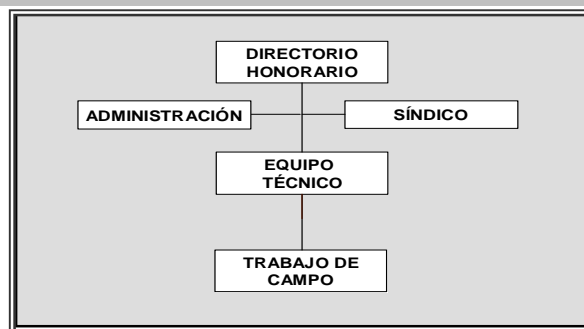 DIRECTORIO
HONORARIO
ADMINISTRACIÓN
SÍNDICO
EQUIPO
TÉCNICO
TRABAJO DE
CAMPO